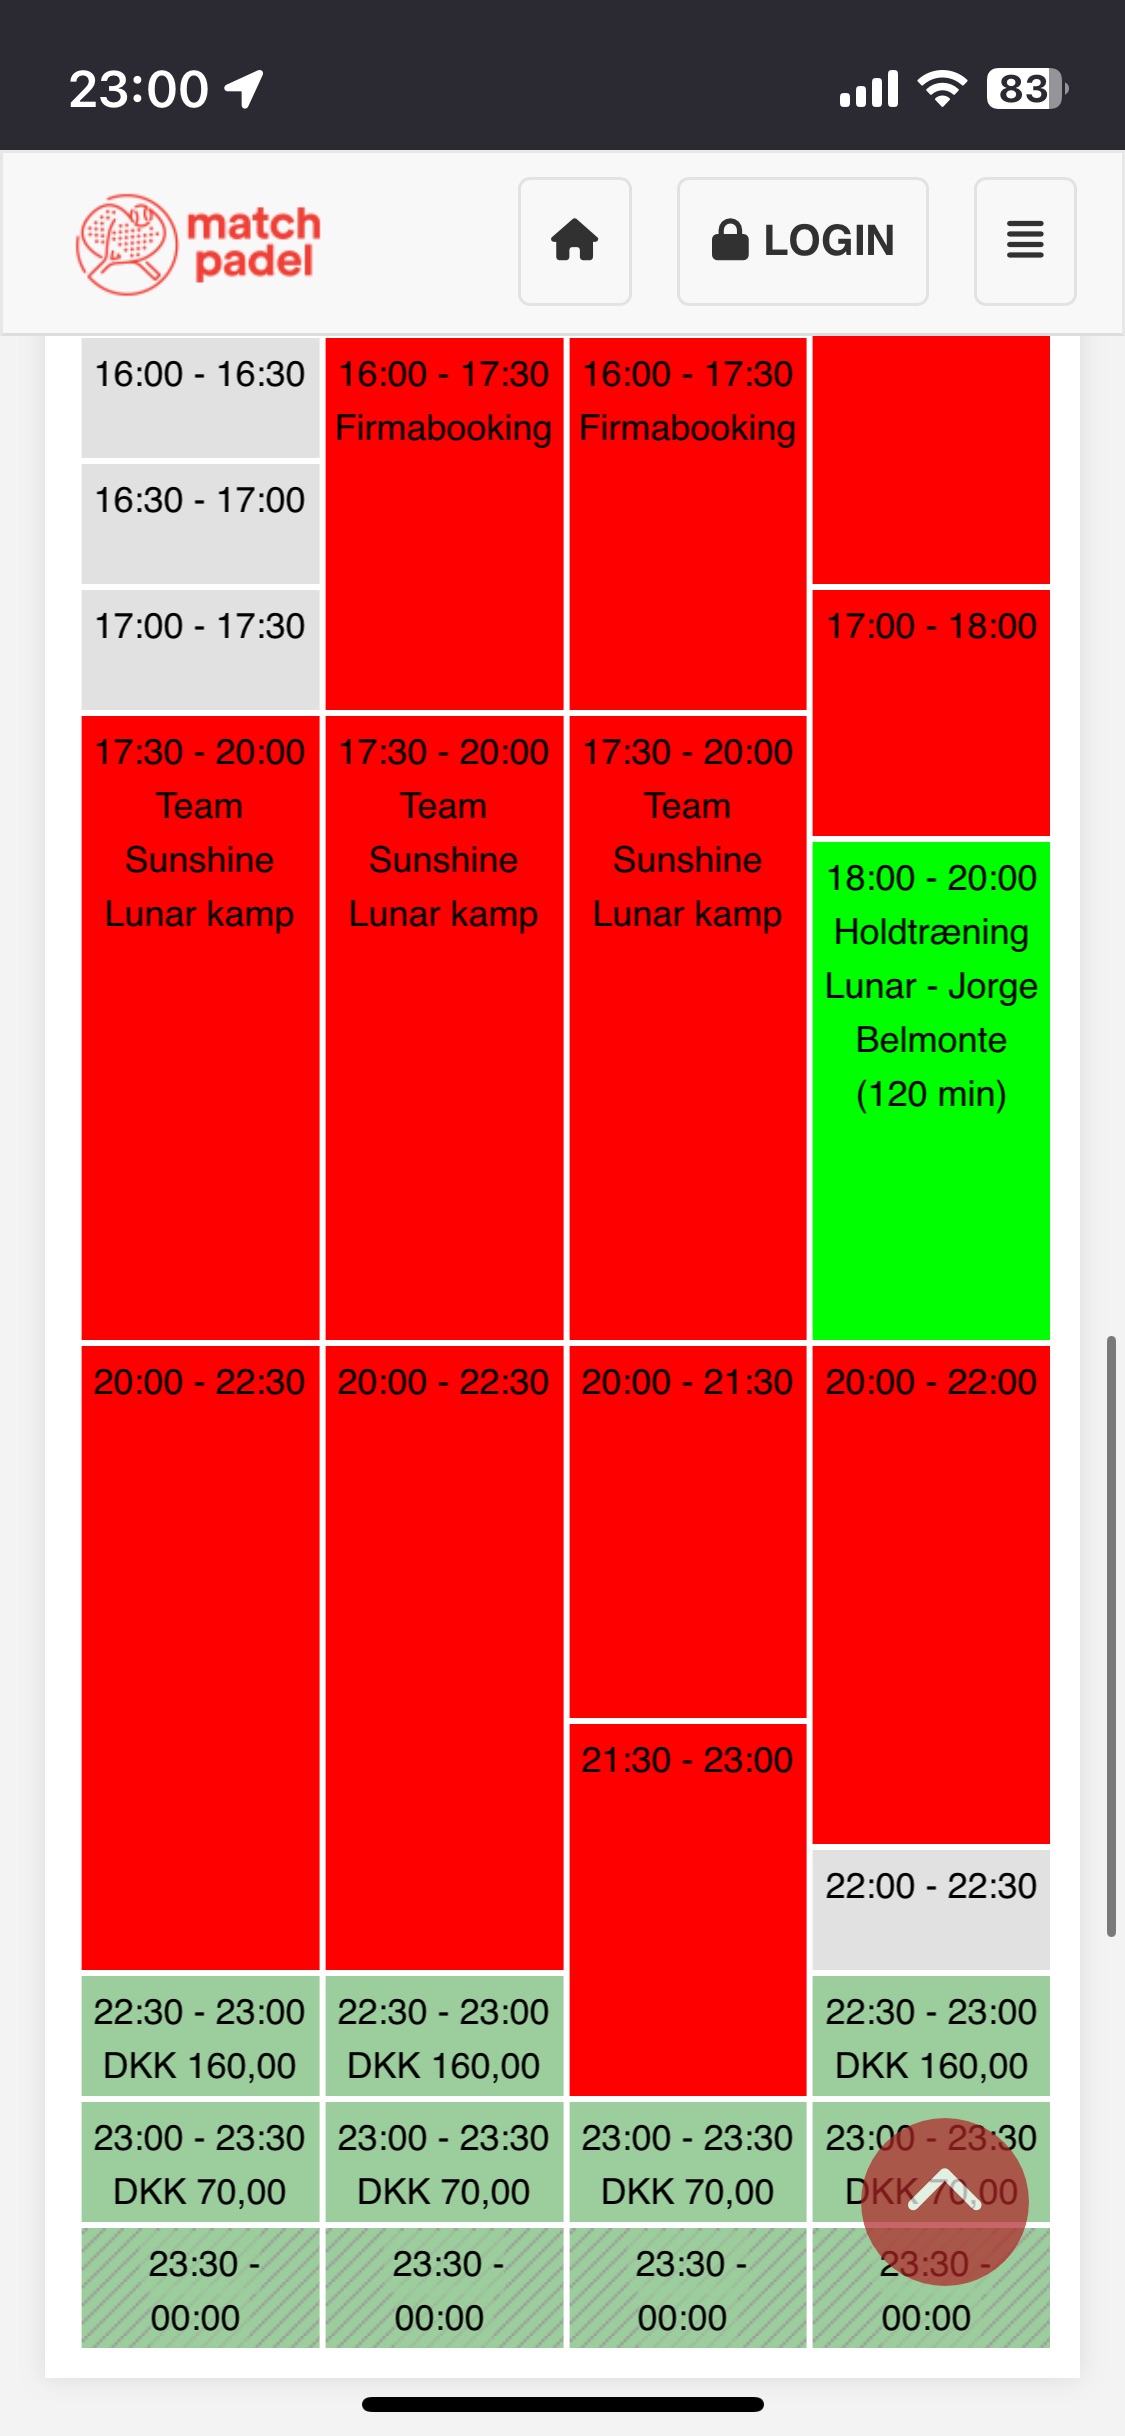 23:00
83
match
padel
LOGIN
16:00 - 16:30
16:30 - 17:00
17:00 - 17:30
17:30 - 20:00
Team
Sunshine
Lunar kamp
20:00 - 22:30
22:30 - 23:00
DKK 160,00
23:00 - 23:30
DKK 70,00
23:30 -
00:00
16:00 - 17:30
Firmabooking
17:30 - 20:00
Team
Sunshine
Lunar kamp
20:00 - 22:30
22:30 - 23:00
DKK 160,00
23:00 - 23:30
DKK 70,00
23:30 -
00:00
16:00 - 17:30
Firmabooking
17:30 - 20:00
Team
Sunshine
Lunar kamp
20:00 - 21:30
21:30 - 23:00
23:00 - 23:30
DKK 70,00
23:30 -
00:00
17:00 - 18:00
18:00 - 20:00
Holdtræning
Lunar - Jorge
Belmonte
(120 min)
20:00 - 22:00
22:00 - 22:30
22:30 - 23:00
DKK 160,00
23:00 - 23:30
DKK 70,00
23:30 -
00:00